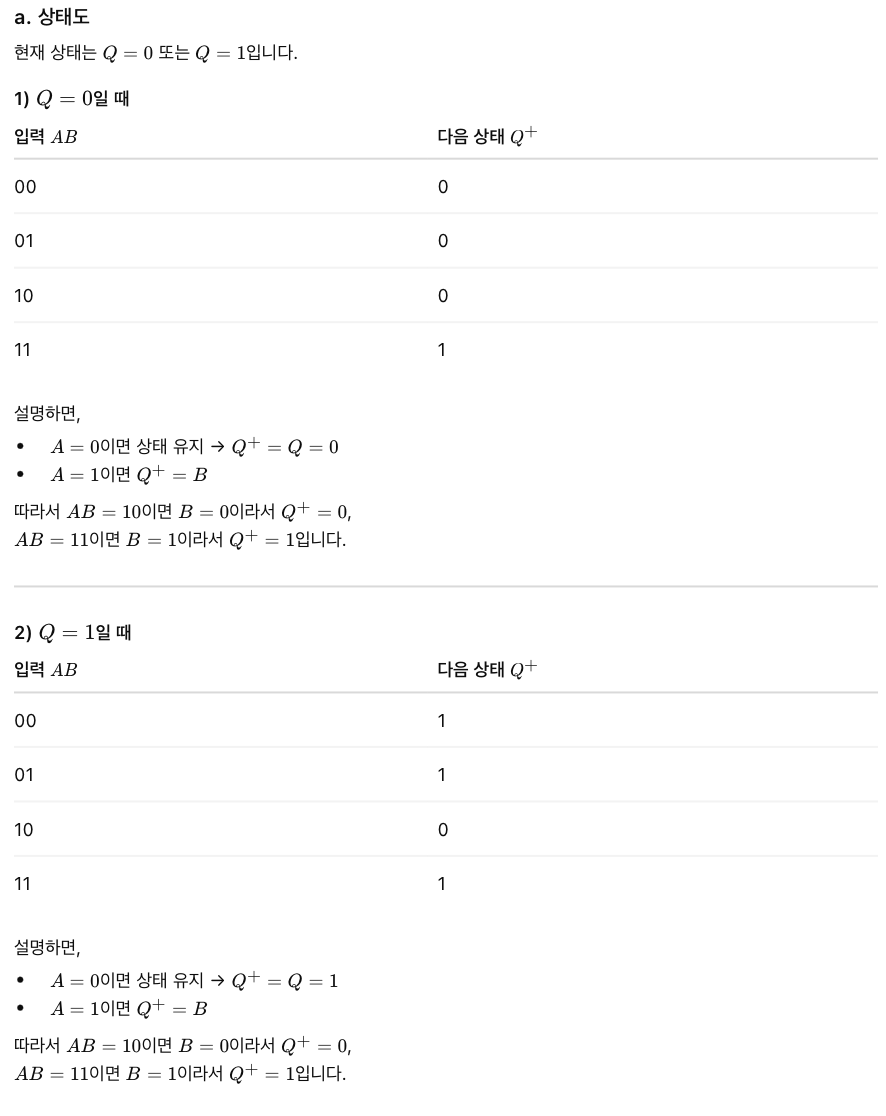 a. 상태도
현재 상태는 Q = 0 또는 Q = 1입니다.
1) Q = 0일 때
입력 AB 다음 상태 Q⁺
00 0
01 0
10 0
11 1
설명하면,
• A = 0이면 상태 유지 → Q⁺ = Q = 0
• A = 1이면 Q⁺ = B
따라서 AB = 10이면 B = 0이라서 Q⁺ = 0,
AB = 11이면 B = 1이라서 Q⁺ = 1입니다.
2) Q = 1일 때
입력 AB 다음 상태 Q⁺
00 1
01 1
10 0
11 1
설명하면,
• A = 0이면 상태 유지 → Q⁺ = Q = 1
• A = 1이면 Q⁺ = B
따라서 AB = 10이면 B = 0이라서 Q⁺ = 0,
AB = 11이면 B = 1이라서 Q⁺ = 1입니다.